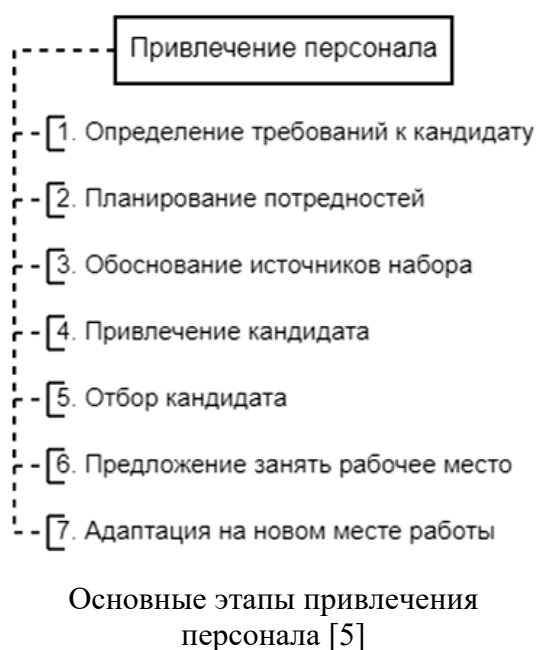 Привлечение персонала
1. Определение требований к кандидату
2. Планирование потредностей
3. Обоснование источников набора
4. Привлечение кандидата
5. Отбор кандидата
6. Предложение занять рабочее место
7. Адаптация на новом месте работы
Основные этапы привлечения
персонала [5]